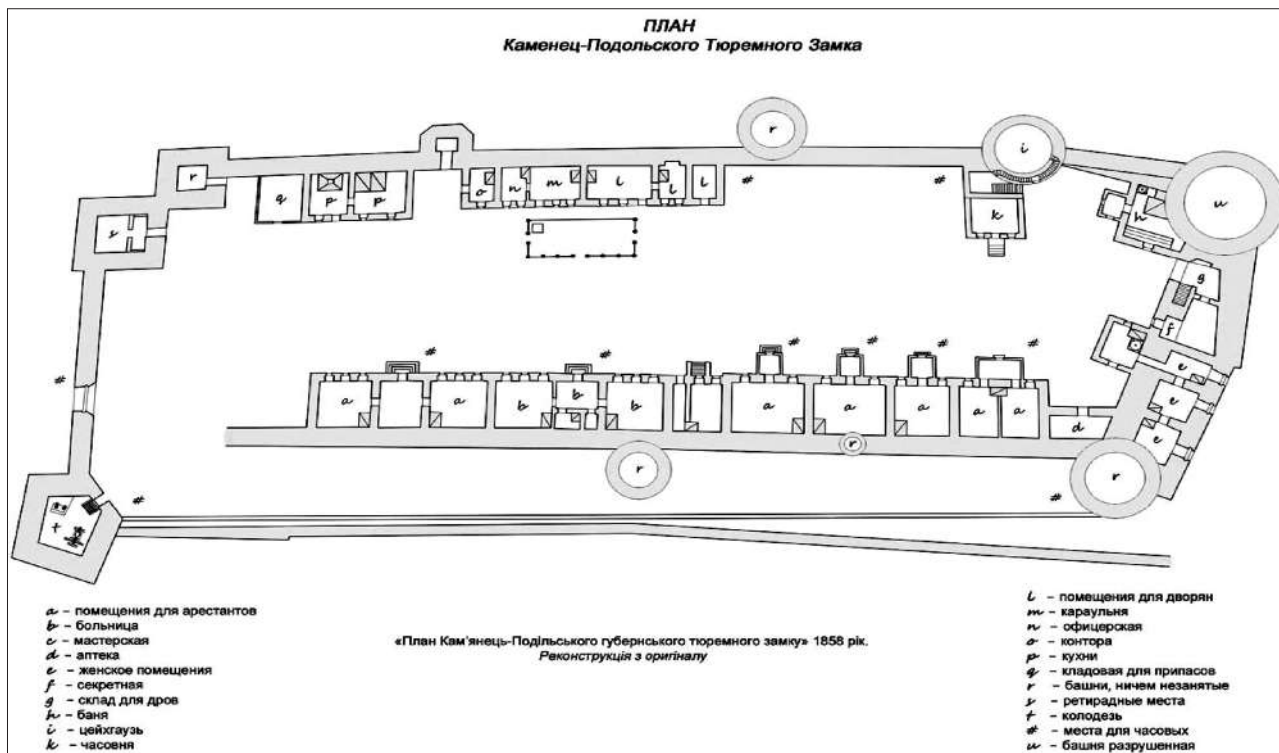 ПЛАН
Каменец-Подольского Тюремного Замка
r
i
r
u
q
p
p
o
n
m
l
l
l
#
#
k
h
s
g
f
#
#
#
#
#
#
e
a
a
b
b
b
a
a
a
a
a
d
e
e
r
r
r
#
#
t
a – помещения для арестантов
b – больница
c – мастерская
d – аптека
e – женское помещения
f – секретная
g – склад для дров
h – баня
i – цейхгаузь
k – часовня
«План Кам'янець-Подільського губернського тюремного замку» 1858 рік.
Реконструкція з оригіналу
l – помещения для дворян
m – караульня
n – офицерская
o – контора
p – кухни
q – кладовая для припасов
r – башни, ничем незанятые
s – ретирадные места
t – колодезь
# – места для часовых
u – башня разрушенная